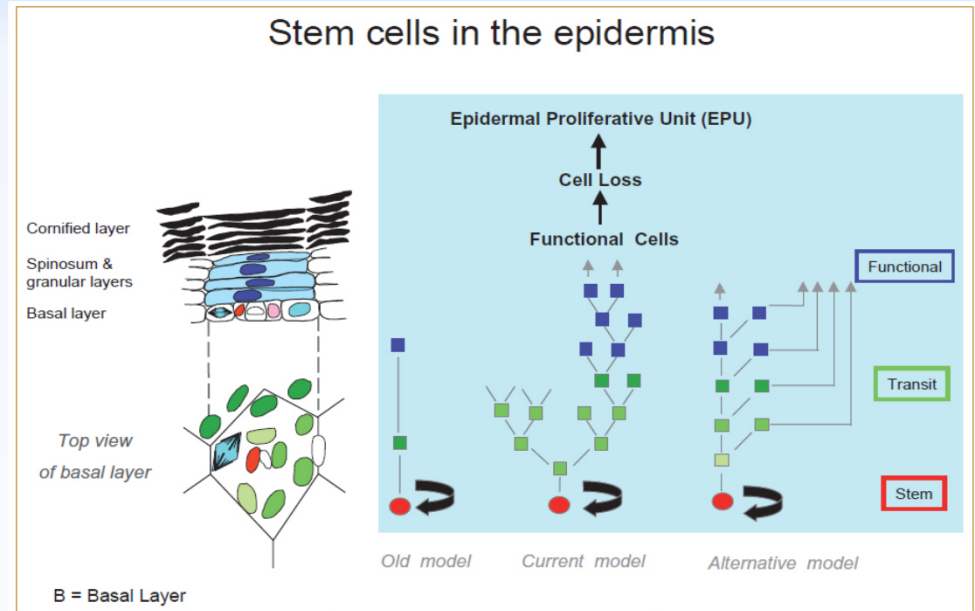 Stem cells in the epidermis
Epidermal Proliferative Unit (EPU)
Cell Loss
Functional Cells
Cornified layer
Spinosum &
granular layers
Basal layer
Top view
of basal layer
Functional
Transit
Stem
Old model
Current model
Alternative model
B = Basal Layer